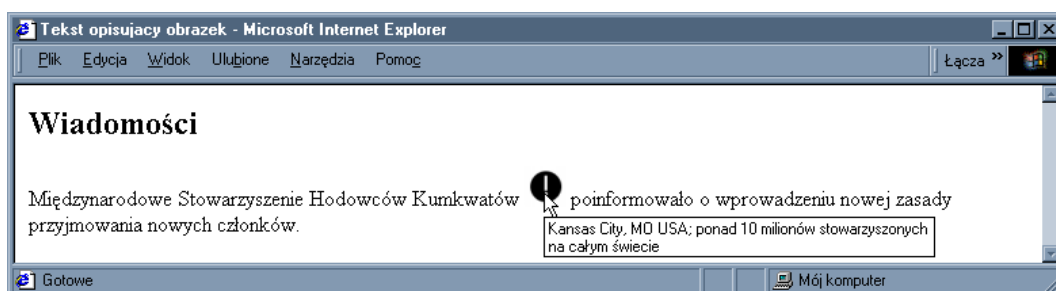 Tekst opisujacy obrazek - Microsoft Internet Explorer
Plik Edycja Widok Ulubione Narzędzia Pomoc Łącza »
Wiadomości
Międzynarodowe Stowarzyszenie Hodowców Kumkwatów poinformowało o wprowadzeniu nowej zasady
przyjmowania nowych członków.
Kansas City, MO USA; ponad 10 milionów stowarzyszonych
na całym świecie
Gotowe Mój komputer